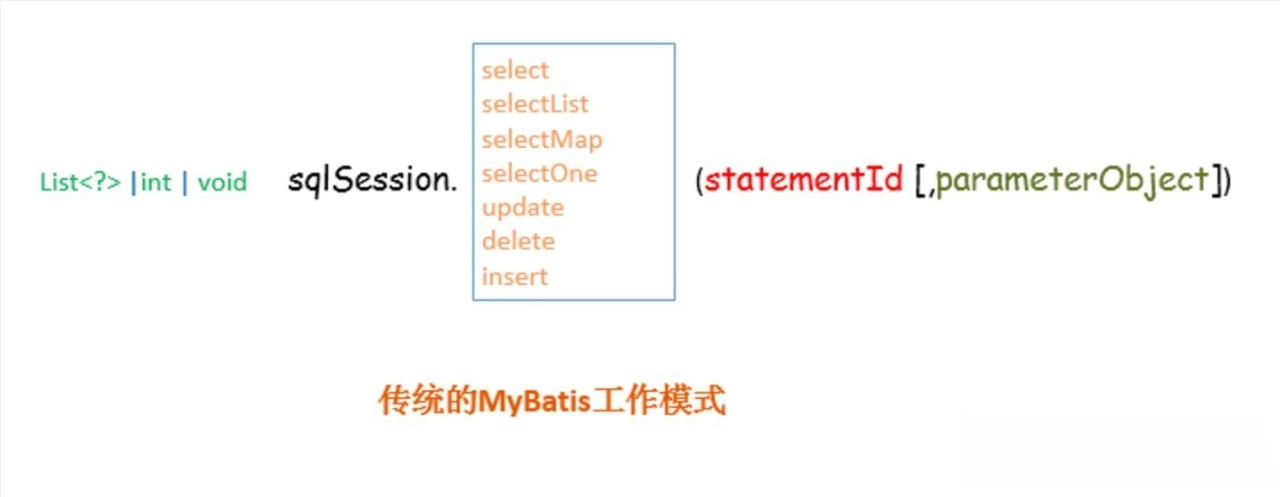 List<?> |int | void sqlSession.
select
selectList
selectMap
selectOne
update
delete
insert
(statementId [,parameterObject])
传统的MyBatis工作模式